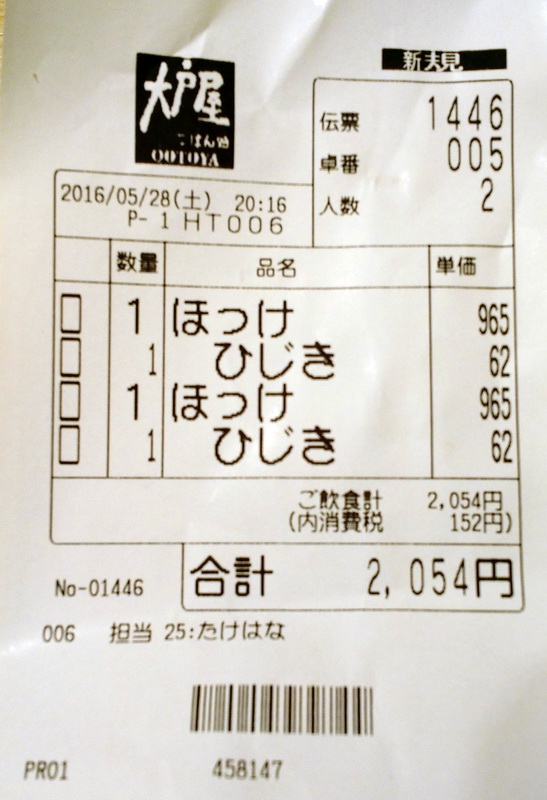 新規
大戸屋
ごはん処
OOTOYA
伝票 1446
卓番 005
人数 2
2016/05/28(土) 20:16
P- 1 HT006
数量 品名 単価
1 ほっけ 965
1 ひじき 62
1 ほっけ 965
1 ひじき 62
ご飲食計 2,054円
(内消費税 152円)
合計 2,054円
No-01446
006 担当 25:たけはな
PR01 458147